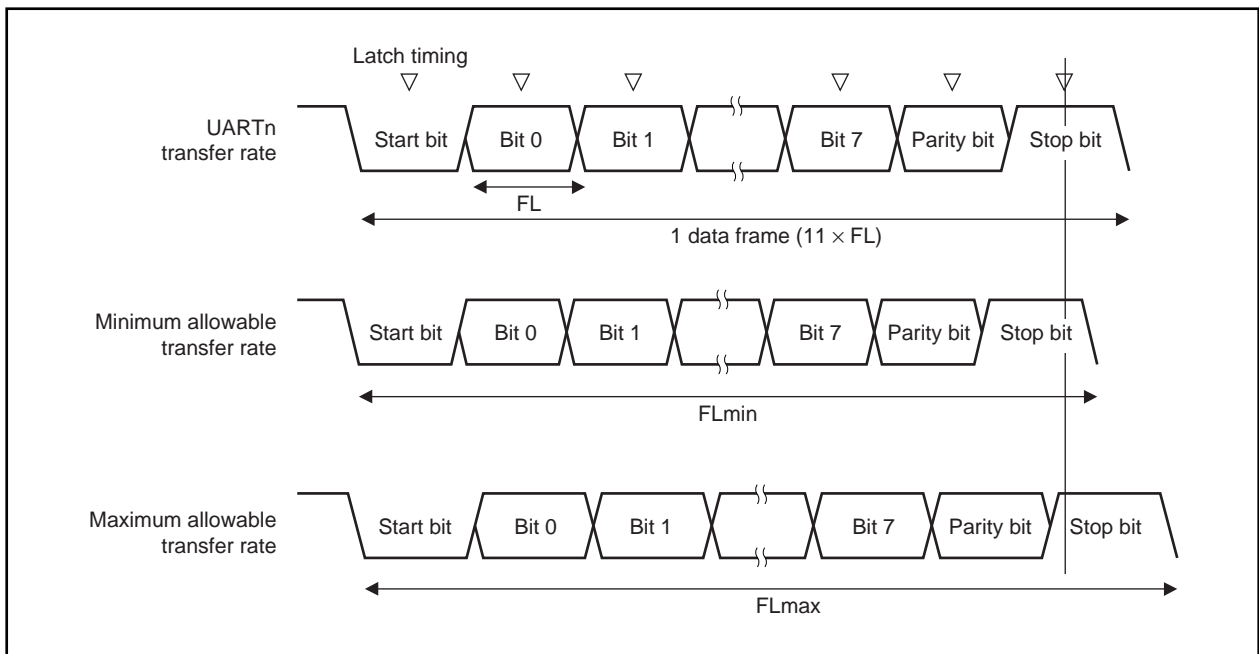 Latch timing
UARTn
transfer rate
Start bit
Bit 0
Bit 1
Bit 7
Parity bit
Stop bit
FL
1 data frame (11 × FL)
Minimum allowable
transfer rate
Start bit
Bit 0
Bit 1
Bit 7
Parity bit
Stop bit
FLmin
Maximum allowable
transfer rate
Start bit
Bit 0
Bit 1
Bit 7
Parity bit
Stop bit
FLmax